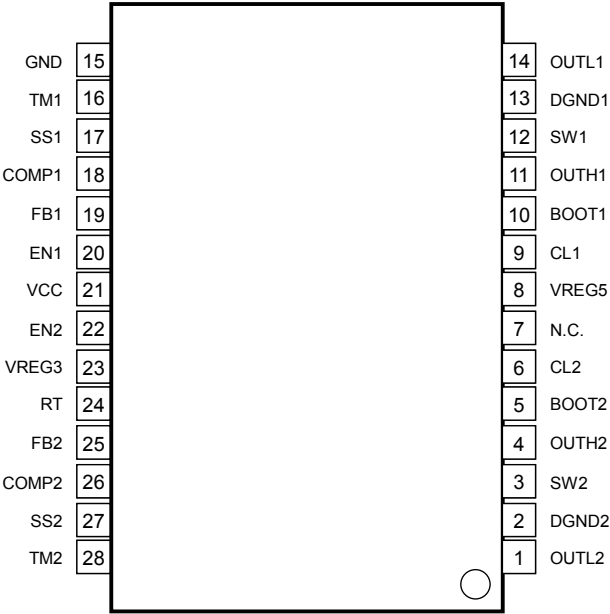 GND 15 14 OUTL1
TM1 16 13 DGND1
SS1 17 12 SW1
COMP1 18 11 OUTH1
FB1 19 10 BOOT1
EN1 20 9 CL1
VCC 21 8 VREG5
EN2 22 7 N.C.
VREG3 23 6 CL2
RT 24 5 BOOT2
FB2 25 4 OUTH2
COMP2 26 3 SW2
SS2 27 2 DGND2
TM2 28 1 OUTL2